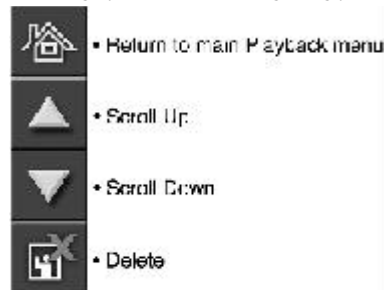 • Return to main Playback menu
• Scroll Up
• Scroll Down
• Delete